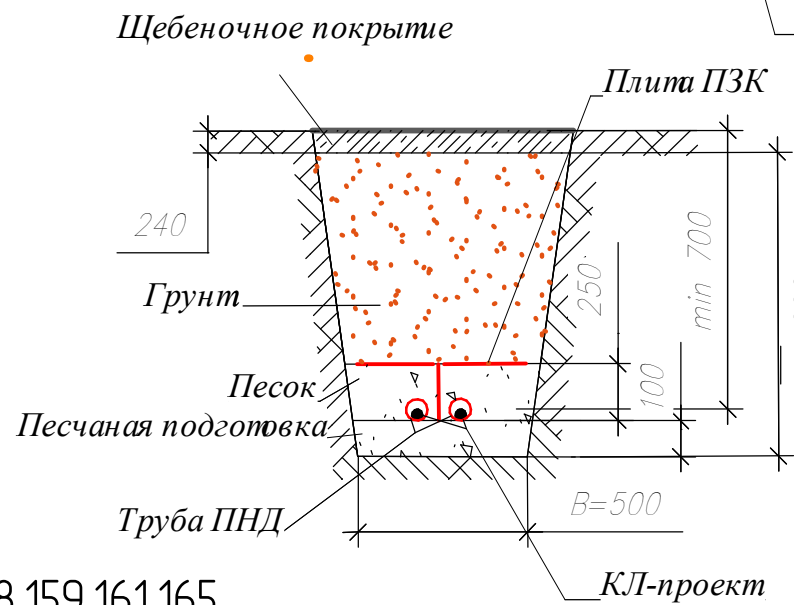 Щебеночное покрытие
Плита ПЗК
240
Грунт
250
min 700
Песок
100
Песчаная подготовка
B=500
Труба ПНД
КЛ-проект
159,161,165